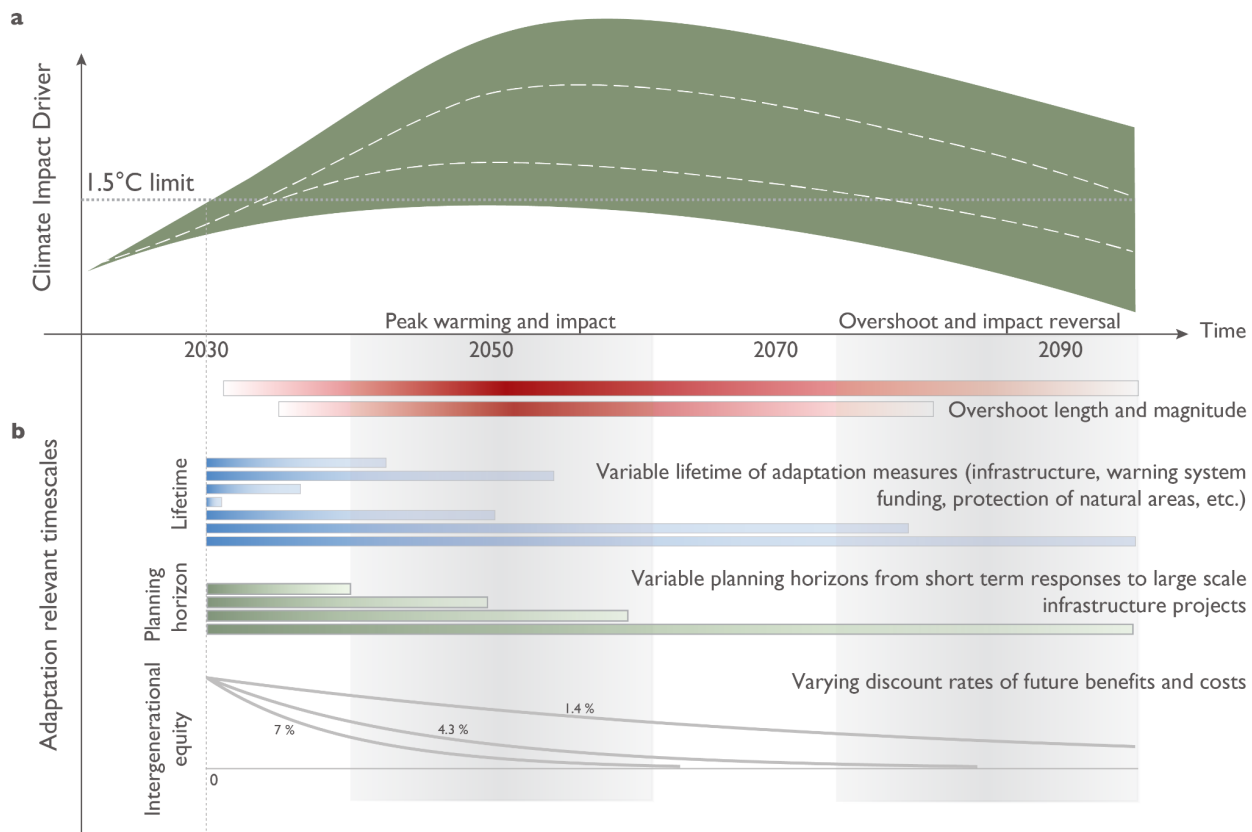 a
Climate Impact Driver
1.5°C limit
Peak warming and impact
Overshoot and impact reversal
Time
2030
2050
2070
2090
Overshoot length and magnitude
b
Adaptation relevant timescales
Lifetime
Variable lifetime of adaptation measures (infrastructure, warning system
funding, protection of natural areas, etc.)
Planning
horizon
Variable planning horizons from short term responses to large scale
infrastructure projects
Intergenerational
equity
Varying discount rates of future benefits and costs
1.4 %
4.3 %
7 %
0